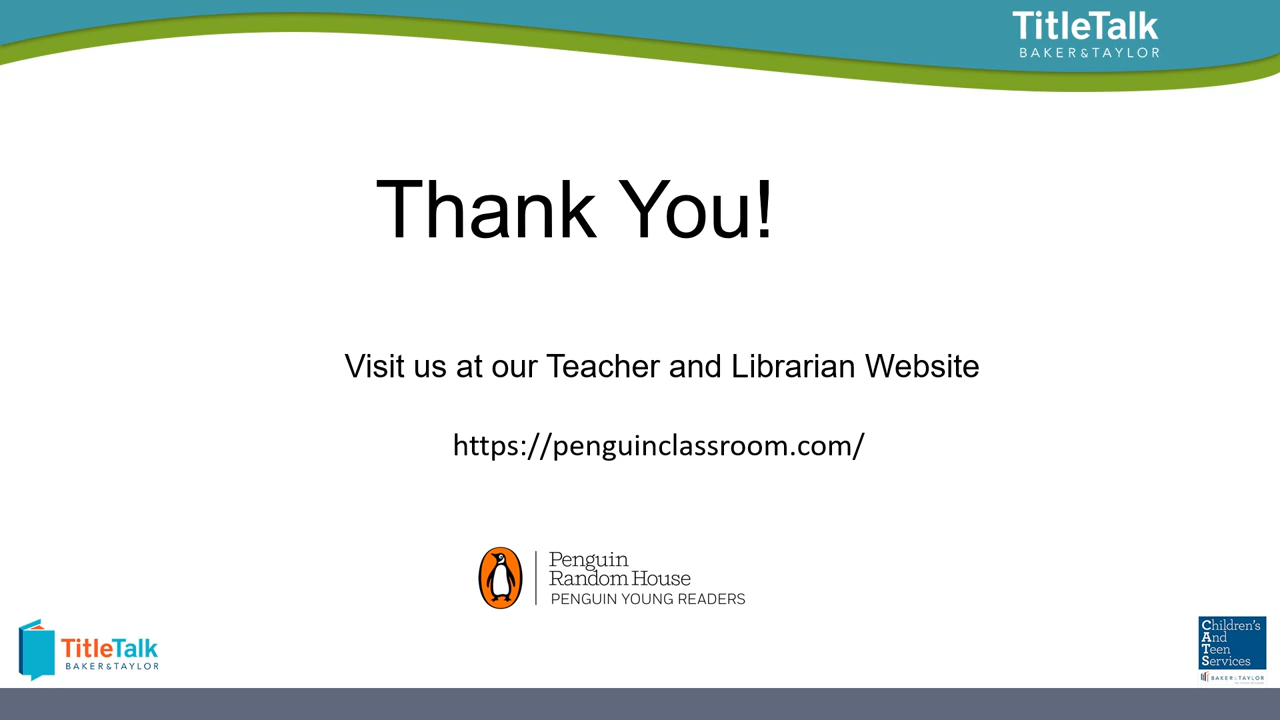 TitleTalk
BAKER & TAYLOR
Thank You!
Visit us at our Teacher and Librarian Website
https://penguinclassroom.com/
Penguin
Random House
PENGUIN YOUNG READERS
TitleTalk
BAKER & TAYLOR
Children's
And
Teen
Services
BAKER & TAYLOR